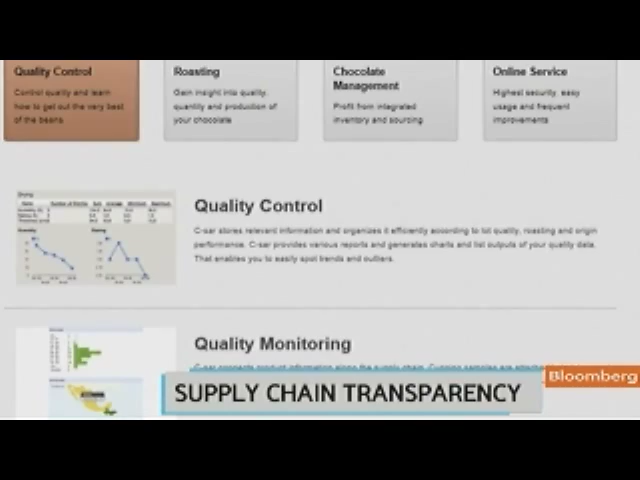 Quality Control
Control quality and learn
how to get out the very best
of the beans
Roasting
Gain insight into quality,
quantity and production of
your chocolate
Chocolate
Management
Profit from integrated
inventory and sourcing
Online Service
Highest security, easy
usage and frequent
improvements
Quality Control
C-sar stores relevant information and organizes it efficiently according to lot quality, roasting and origin
performance. C-sar provides various reports and generates charts and list outputs of your quality data.
That enables you to easily spot trends and outliers.
Quality Monitoring
SUPPLY CHAIN TRANSPARENCY
Bloomberg